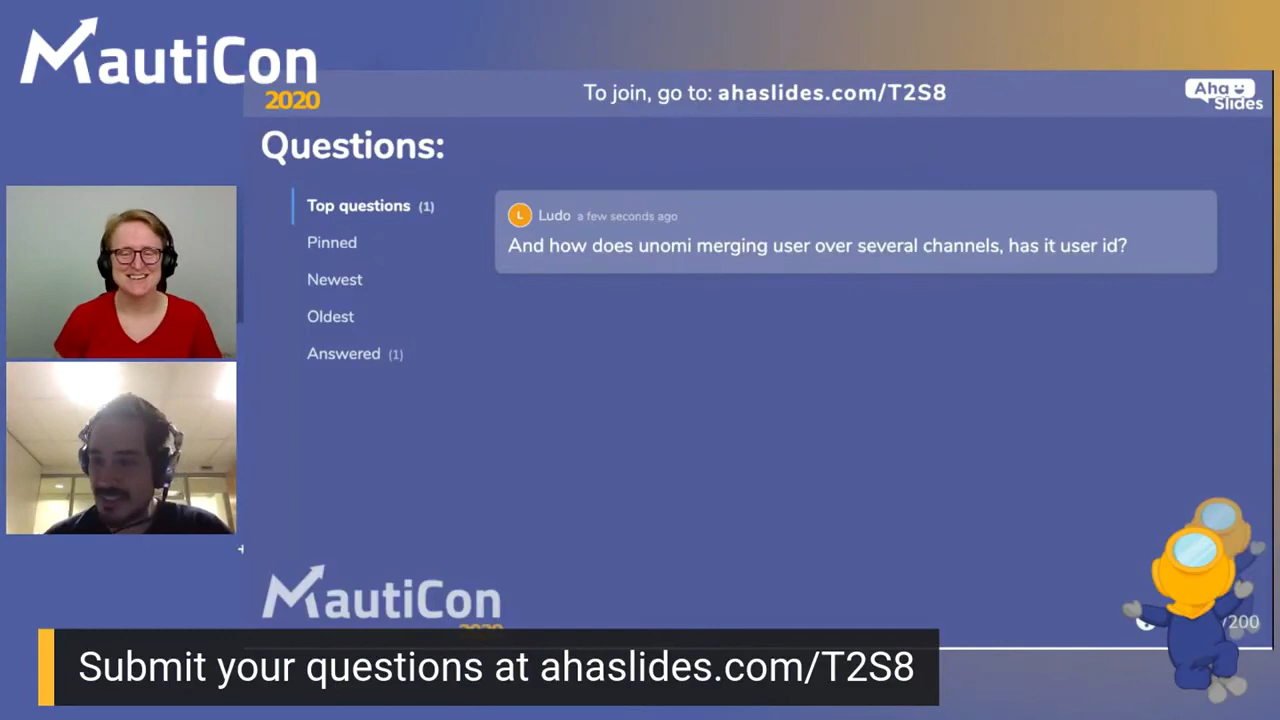 MautiCon
2020
To join, go to: ahaslides.com/T2S8
Aha
Slides
Questions:
Top questions (1)
Pinned
Newest
Oldest
Answered (1)
L Ludo a few seconds ago
And how does unomi merging user over several channels, has it user id?
MautiCon
2020
/200
Submit your questions at ahaslides.com/T2S8